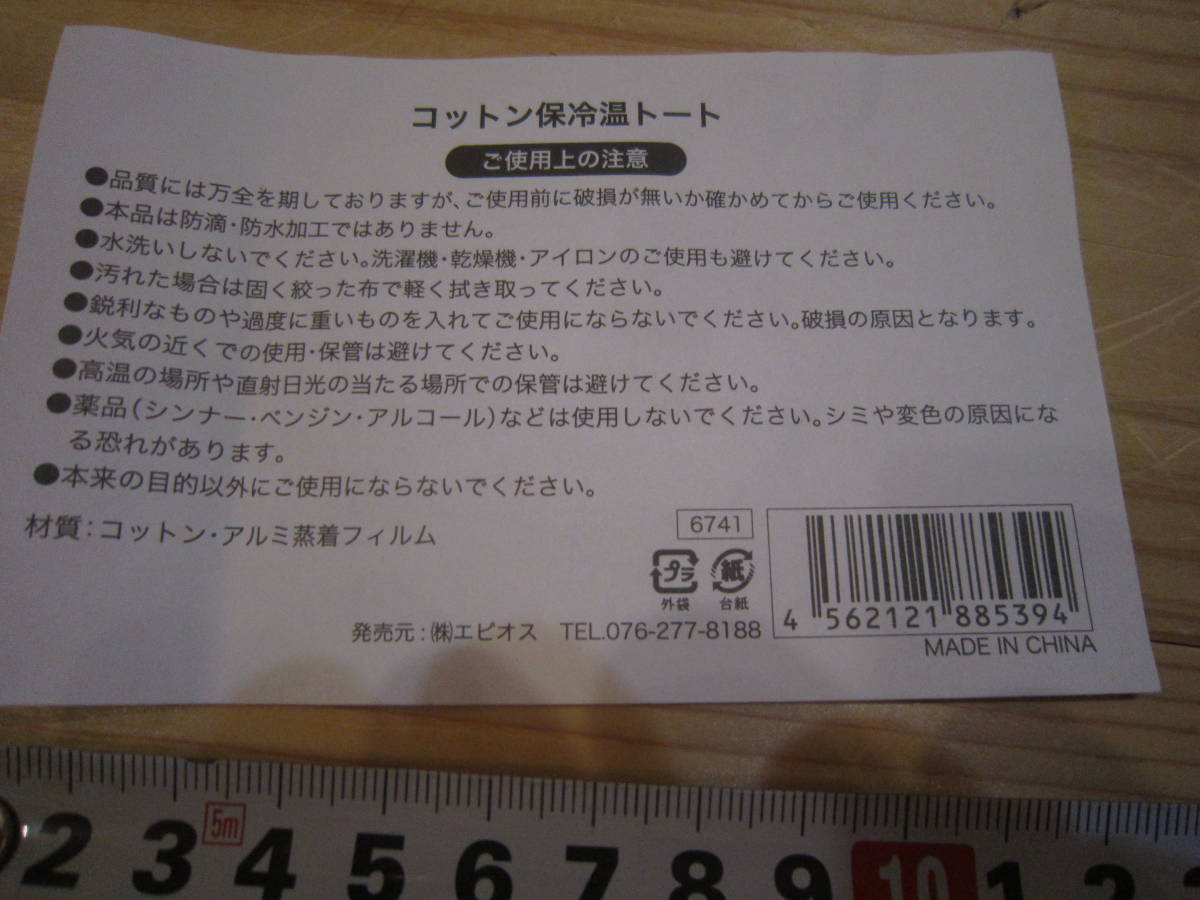 コットン保冷温トート
ご使用上の注意
●品質には万全を期しておりますが、ご使用前に破損が無いか確かめてからご使用ください。
●本品は防滴・防水加工ではありません。
●水洗いしないでください。洗濯機・乾燥機・アイロンのご使用も避けてください。
●汚れた場合は固く絞った布で軽く拭き取ってください。
●鋭利なものや過度に重いものを入れてご使用にならないでください。破損の原因となります。
●火気の近くでの使用・保管は避けてください。
●高温の場所や直射日光の当たる場所での保管は避けてください。
●薬品(シンナー・ベンジン・アルコール)などは使用しないでください。シミや変色の原因にな
る恐れがあります。
●本来の目的以外にご使用にならないでください。
材質：コットン・アルミ蒸着フィルム
6741
プラ 紙
外袋 台紙
発売元：㈱エピオス TEL.076-277-8188
4 562121 885394
MADE IN CHINA
5m
2 3 4 5 6 7 8 9 10 1 2